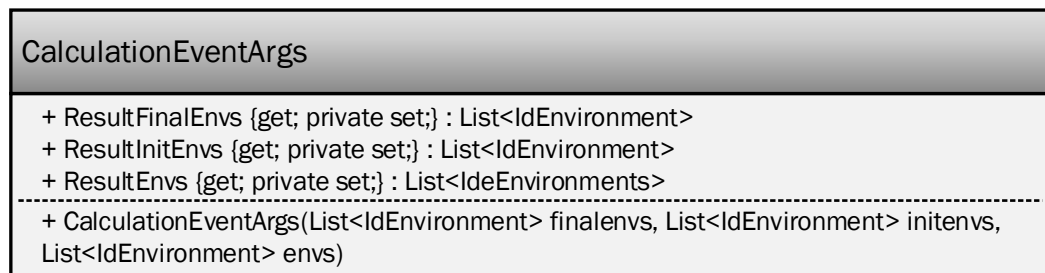 CalculationEventArgs
+ ResultFinalEnvs {get; private set;} : List<IdEnvironment>
+ ResultInitEnvs {get; private set;} : List<IdEnvironment>
+ ResultEnvs {get; private set;} : List<IdeEnvironments>
+ CalculationEventArgs(List<IdEnvironment> finalenvs, List<IdEnvironment> initenvs,
List<IdEnvironment> envs)